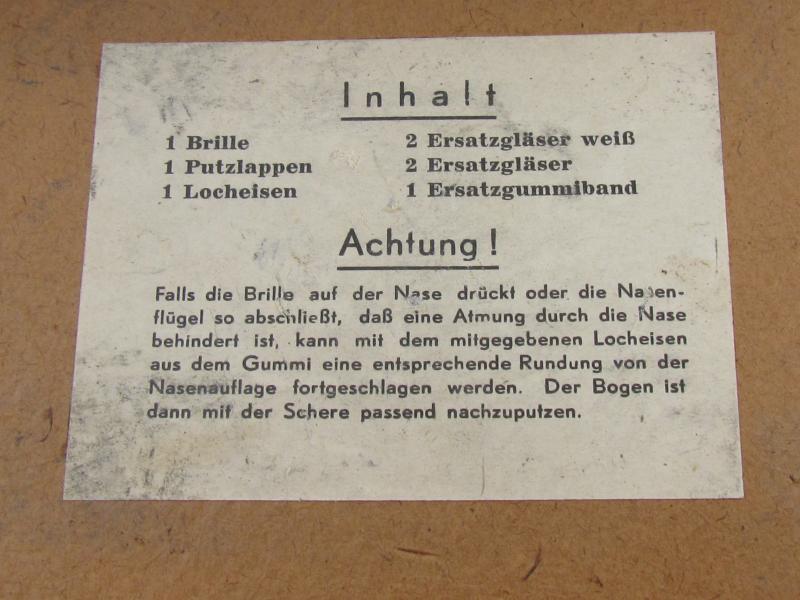 Inhalt
1 Brille 2 Ersatzgläser weiß
1 Putzlappen 2 Ersatzgläser
1 Locheisen 1 Ersatzgummiband
Achtung!
Falls die Brille auf der Nase drückt oder die Nasen-
flügel so abschließt, daß eine Atmung durch die Nase
behindert ist, kann mit dem mitgegebenen Locheisen
aus dem Gummi eine entsprechende Rundung von der
Nasenauflage fortgeschlagen werden. Der Bogen ist
dann mit der Schere passend nachzuputzen.